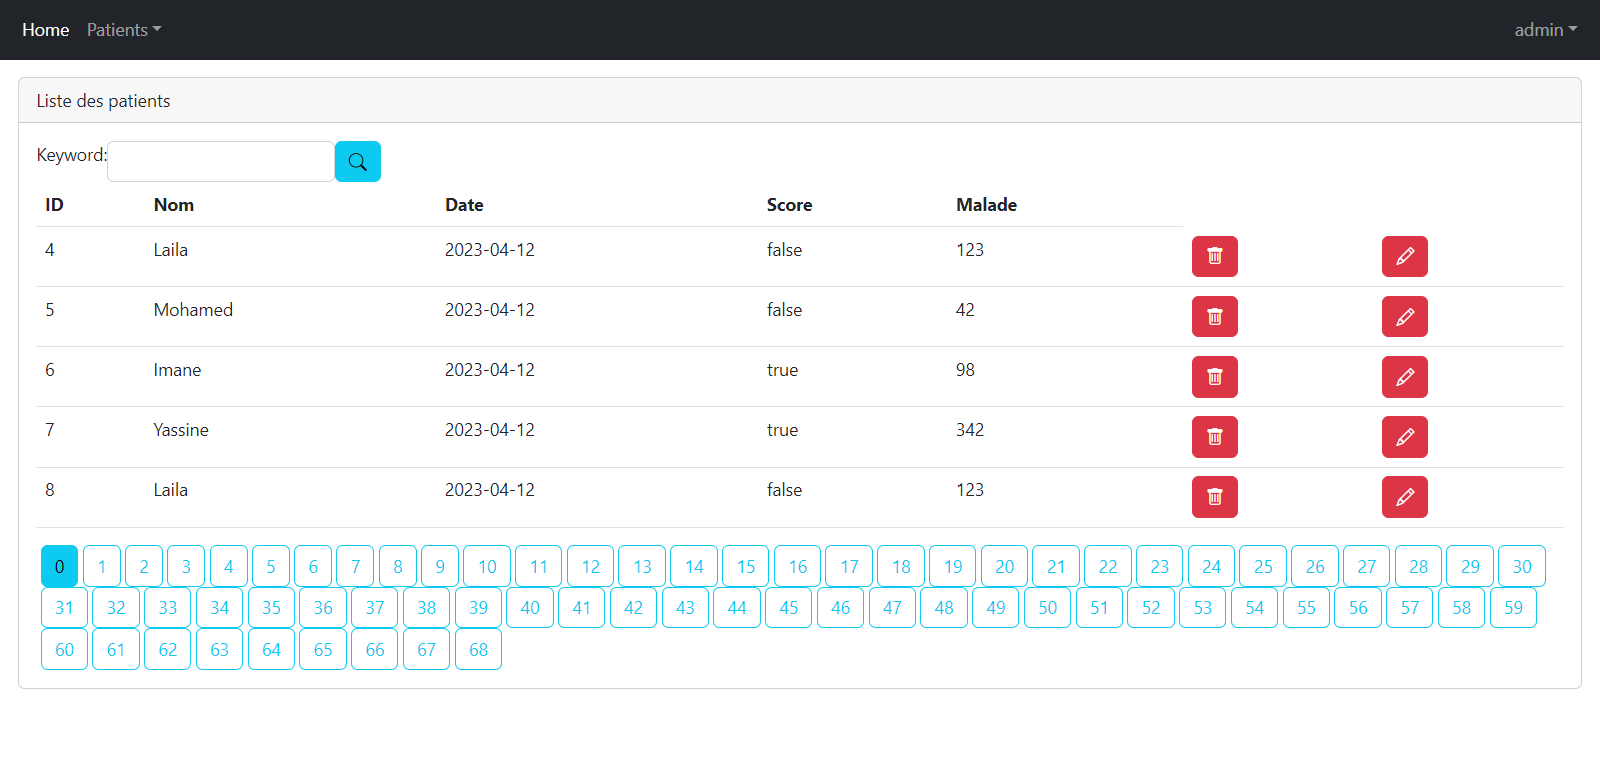 Home Patients admin
Liste des patients
Keyword:
ID Nom Date Score Malade
4 Laila 2023-04-12 false 123
5 Mohamed 2023-04-12 false 42
6 Imane 2023-04-12 true 98
7 Yassine 2023-04-12 true 342
8 Laila 2023-04-12 false 123
0 1 2 3 4 5 6 7 8 9 10 11 12 13 14 15 16 17 18 19 20 21 22 23 24 25 26 27 28 29 30
31 32 33 34 35 36 37 38 39 40 41 42 43 44 45 46 47 48 49 50 51 52 53 54 55 56 57 58 59
60 61 62 63 64 65 66 67 68